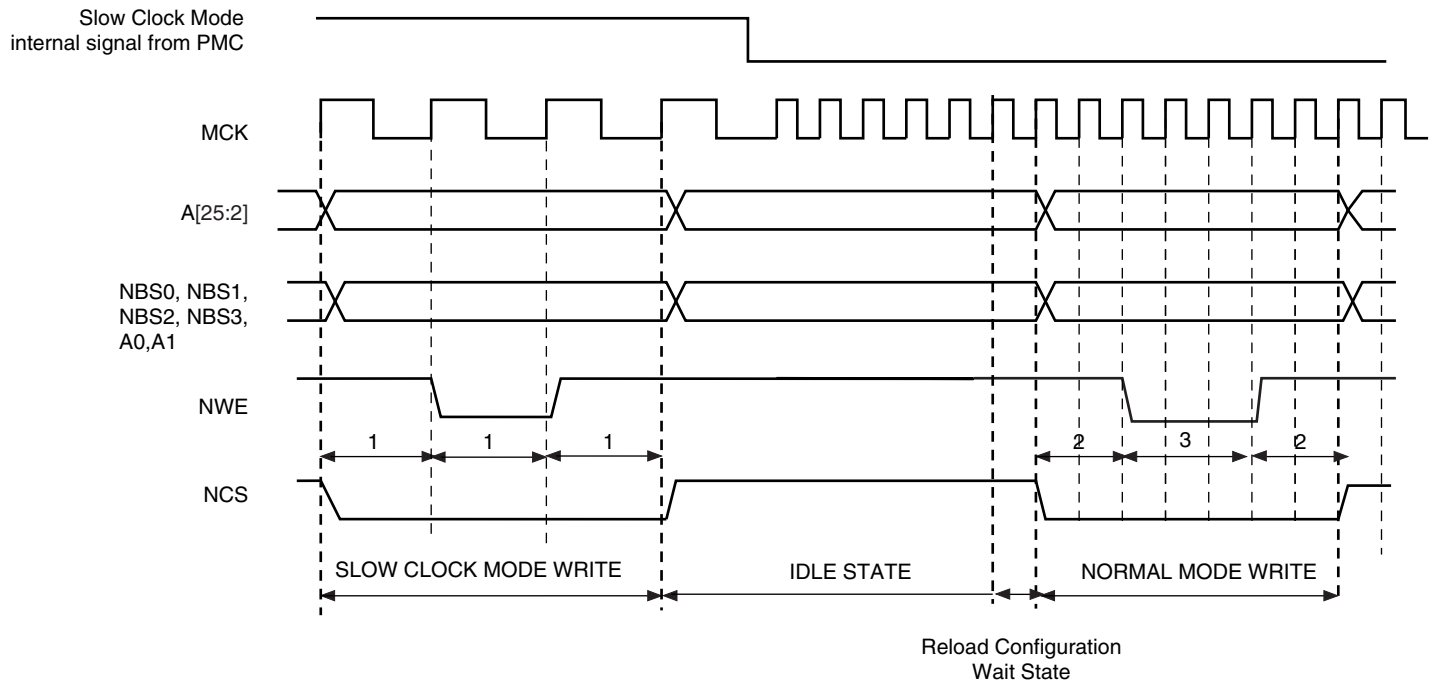 Slow Clock Mode
internal signal from PMC
MCK
A[25:2]
NBS0, NBS1,
NBS2, NBS3,
A0,A1
NWE
1 1 1 2 3 2
NCS
SLOW CLOCK MODE WRITE IDLE STATE NORMAL MODE WRITE
Reload Configuration
Wait State